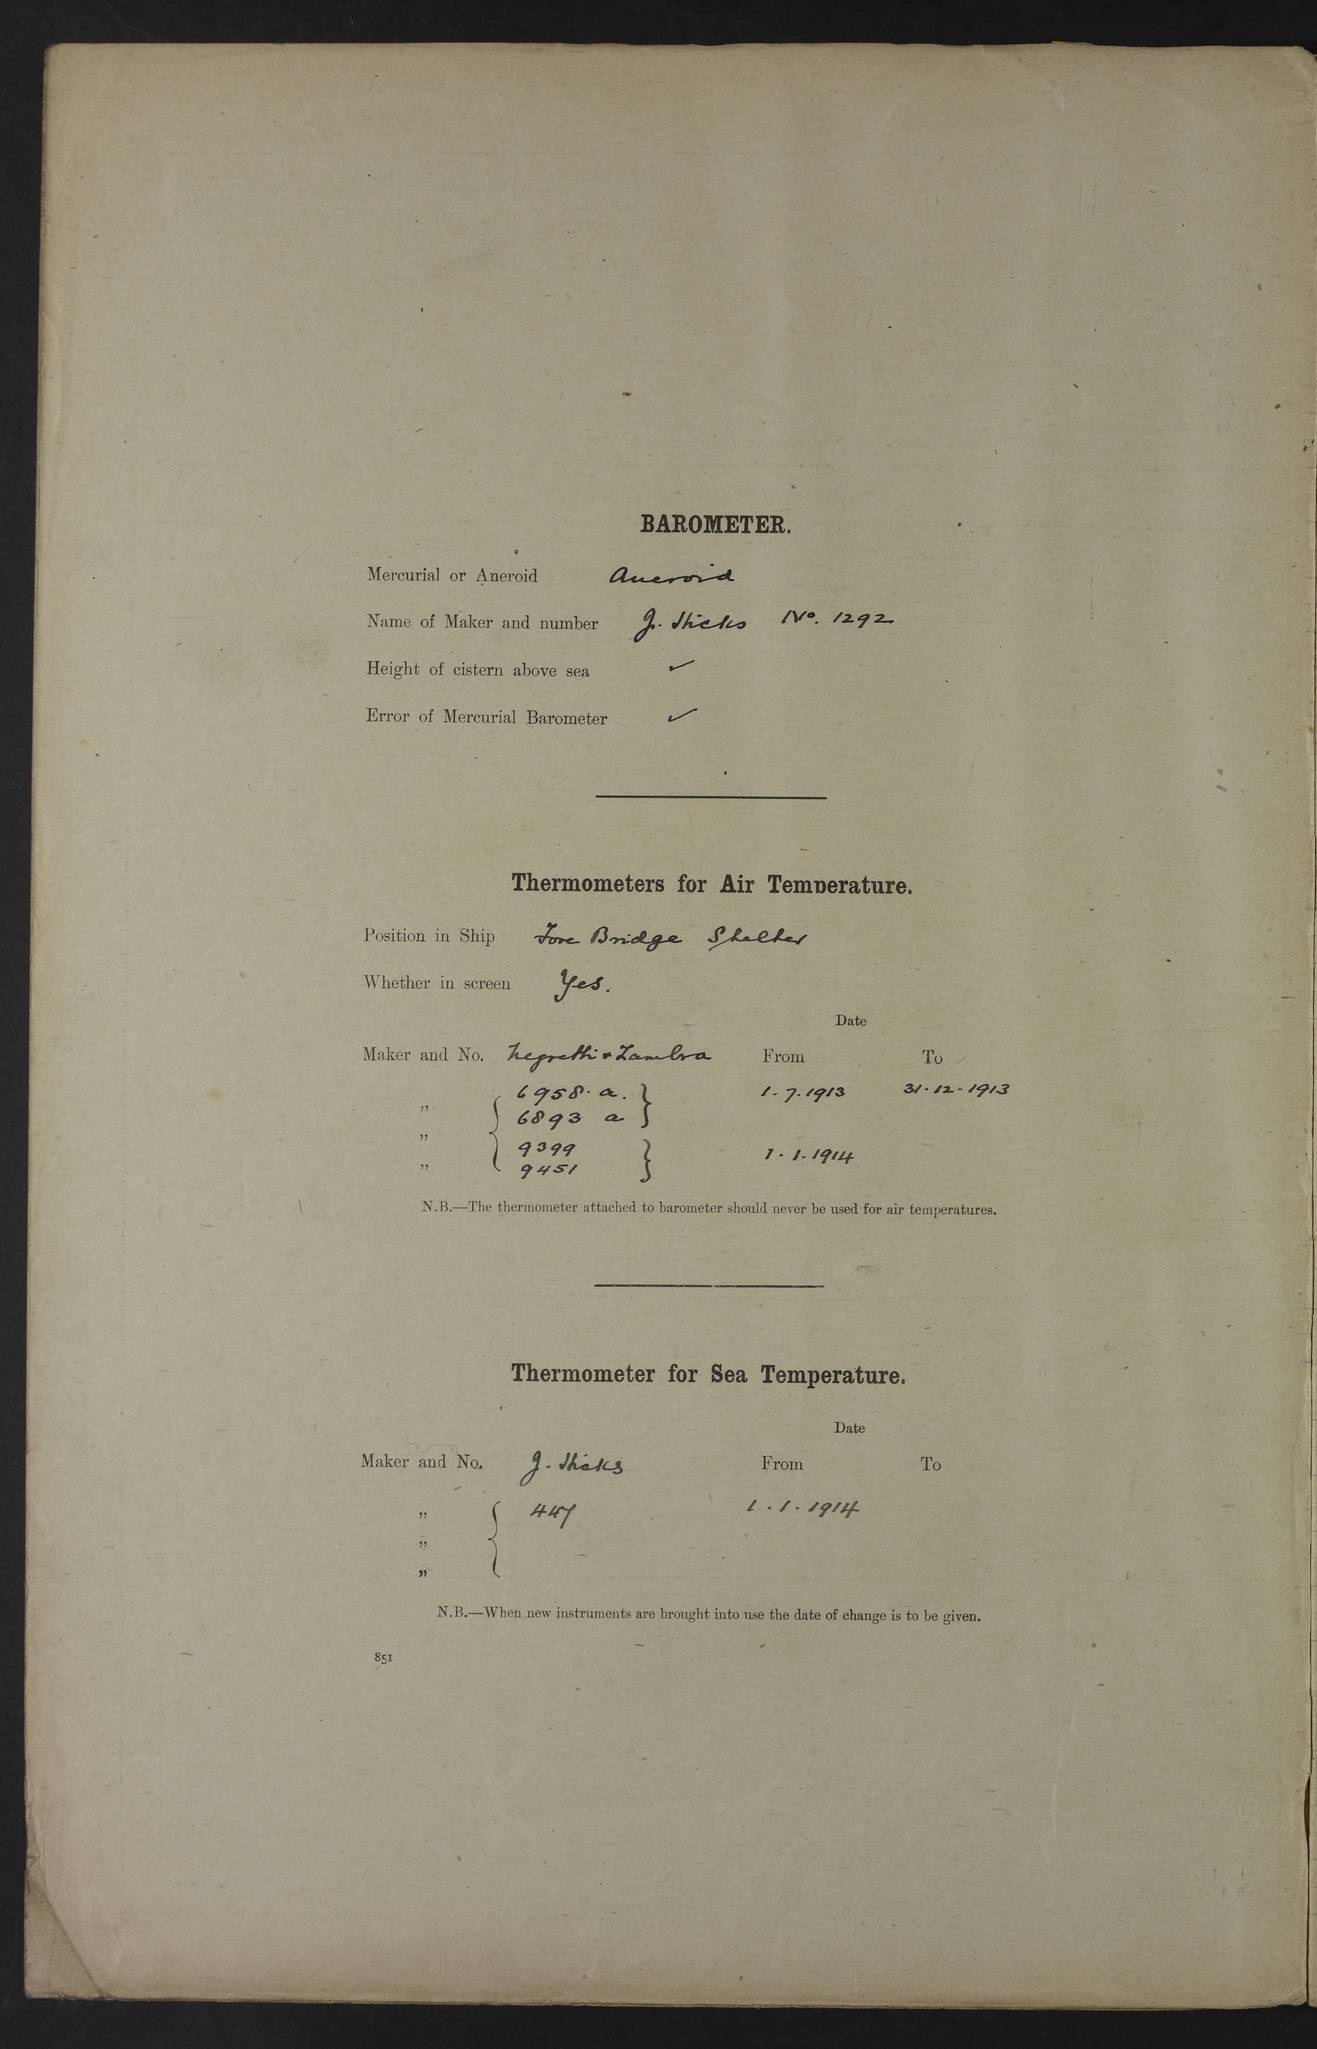 BAROMETER.
Mercurial or Aneroid Aneroid
Name of Maker and number J. Hicks No. 1292
Height of cistern above sea ✓
Error of Mercurial Barometer ✓
Thermometers for Air Temperature.
Position in Ship Fore Bridge Shelter
Whether in screen Yes.
Date
Maker and No. Negretti & Zambra From To
„ 6958. a. 1.7.1913 31.12.1913
6893 a
„ 9399 1.1.1914
„ 9451
N.B.—The thermometer attached to barometer should never be used for air temperatures.
Thermometer for Sea Temperature.
Date
Maker and No. J. Hicks From To
„ 447 1.1.1914
„
„
N.B.—When new instruments are brought into use the date of change is to be given.
851